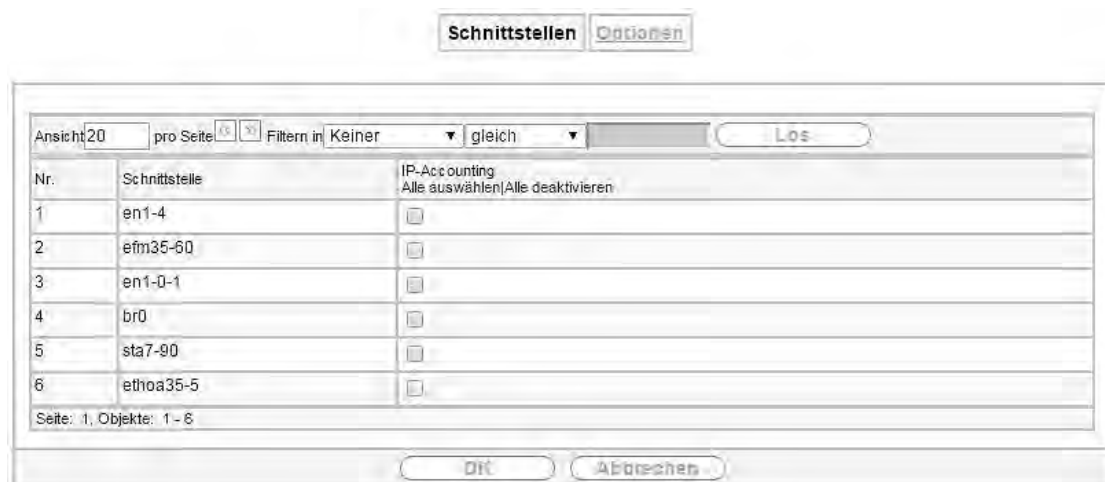 Schnittstellen Optionen
Ansicht 20 pro Seite << >> Filtern in Keiner gleich Los
Nr. Schnittstelle IP-Accounting
Alle auswählen|Alle deaktivieren
1 en1-4
2 efm35-60
3 en1-0-1
4 br0
5 sta7-90
6 ethoa35-5
Seite: 1, Objekte: 1 - 6
OK Abbrechen